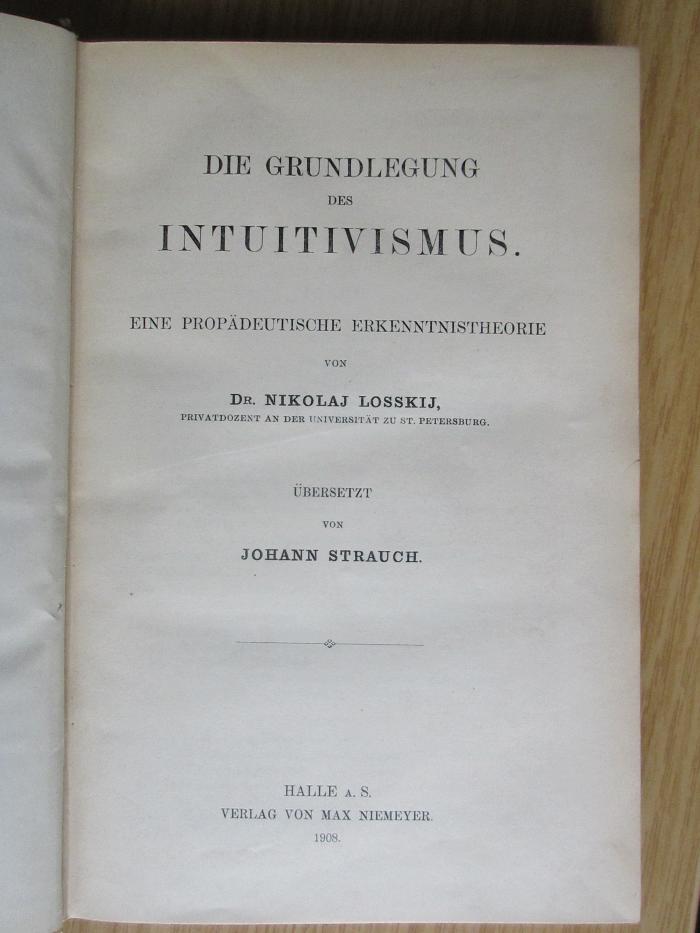 DIE GRUNDLEGUNG
DES
INTUITIVISMUS.
EINE PROPÄDEUTISCHE ERKENNTNISTHEORIE
VON
DR. NIKOLAJ LOSSKIJ,
PRIVATDOZENT AN DER UNIVERSITÄT ZU ST. PETERSBURG.
ÜBERSETZT
VON
JOHANN STRAUCH.
HALLE A. S.
VERLAG VON MAX NIEMEYER.
1908.